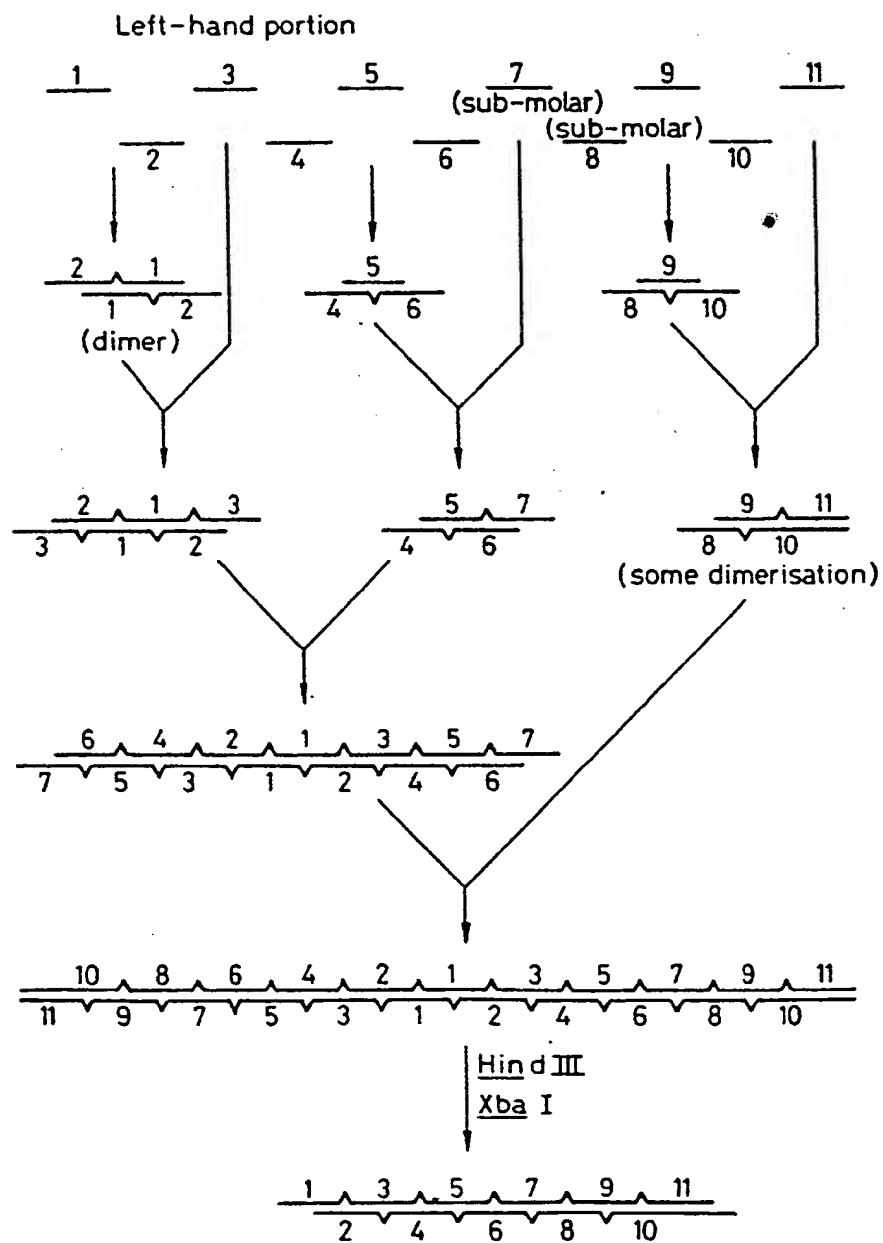 Left-hand portion
1 3 5 7 9 11
(sub-molar)
(sub-molar)
2 4 6 8 10
2 1 5 9
1 2 4 6 8 10
(dimer)
2 1 3 5 7 9 11
3 1 2 4 6 8 10
(some dimerisation)
6 4 2 1 3 5 7
7 5 3 1 2 4 6
10 8 6 4 2 1 3 5 7 9 11
11 9 7 5 3 1 2 4 6 8 10
Hind III
Xba I
1 3 5 7 9 11
2 4 6 8 10